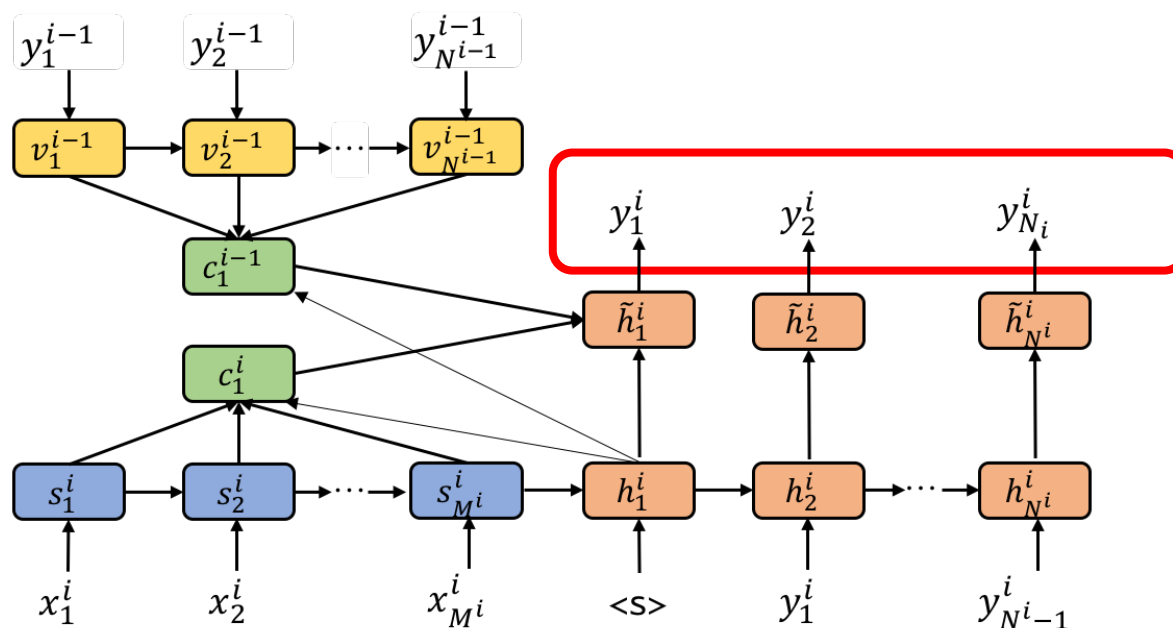 y_1^{i-1} y_2^{i-1} y_{N^{i-1}}^{i-1}
v_1^{i-1} v_2^{i-1} ⋯ v_{N^{i-1}}^{i-1}
y_1^i y_2^i y_{N_i}^i
c_1^{i-1}
h̃_1^i h̃_2^i h̃_{N^i}^i
c_1^i
s_1^i s_2^i ⋯ s_{M^i}^i h_1^i h_2^i ⋯ h_{N^i}^i
x_1^i x_2^i x_{M^i}^i <s> y_1^i y_{N^i-1}^i